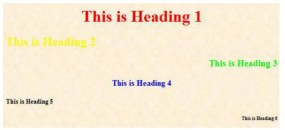 This is Heading 1
This is Heading 2
This is Heading 3
This is Heading 4
This is Heading 5
This is Heading 6